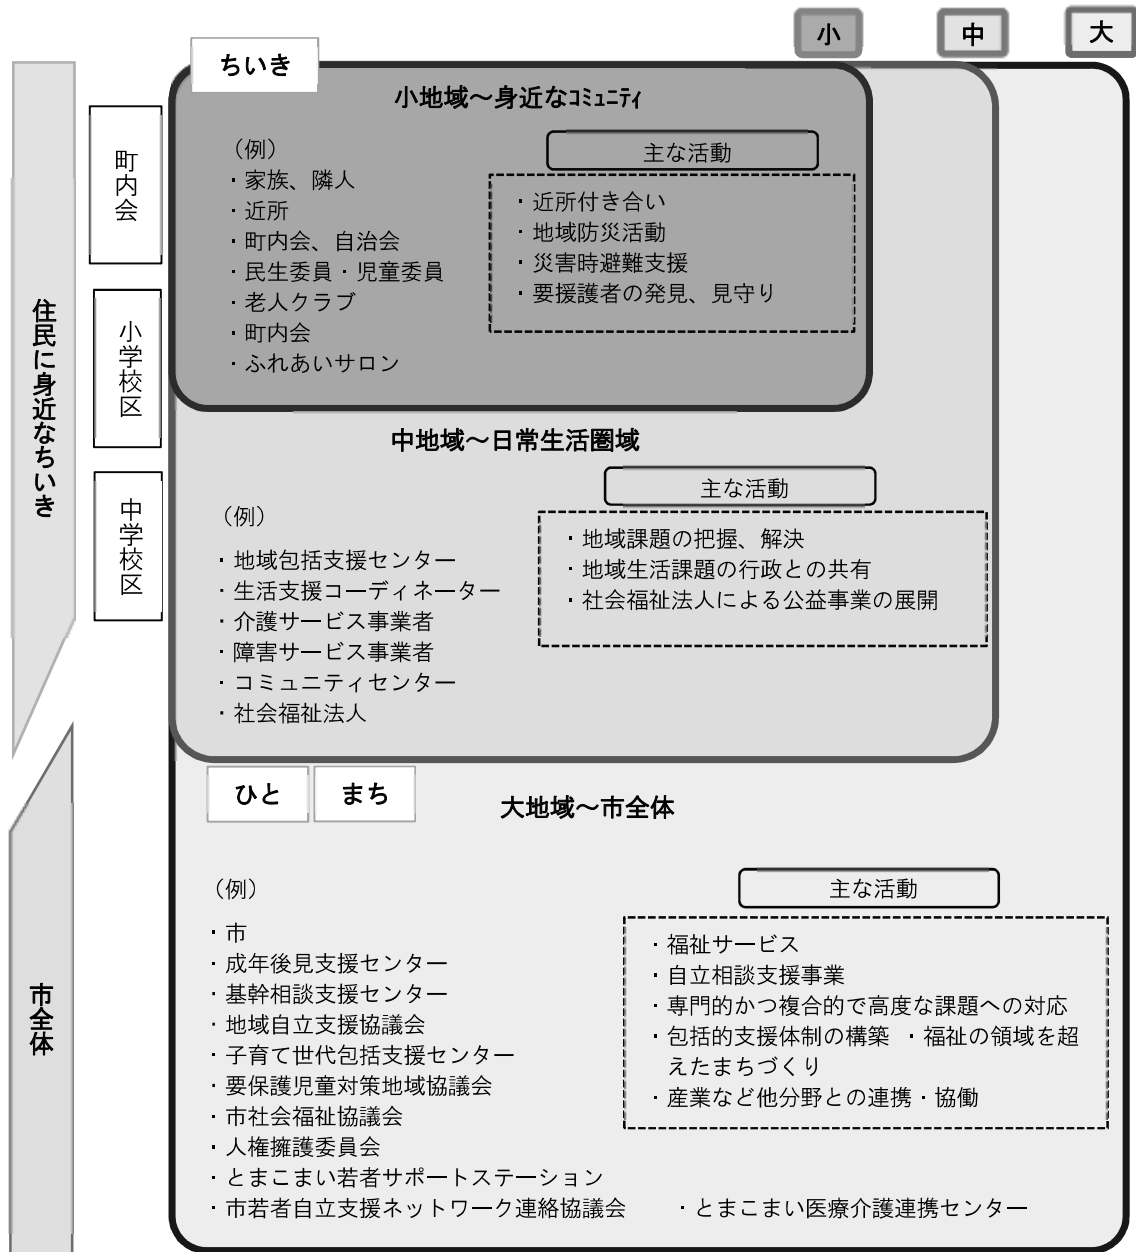 小
中
大
ちいき
小地域～身近なコミュニティ
町内会
小学校区
中学校区
住民に身近なちいき
市全体
（例）
・家族、隣人
・近所
・町内会、自治会
・民生委員・児童委員
・老人クラブ
・町内会
・ふれあいサロン
主な活動
・近所付き合い
・地域防災活動
・災害時避難支援
・要援護者の発見、見守り
中地域～日常生活圏域
（例）
・地域包括支援センター
・生活支援コーディネーター
・介護サービス事業者
・障害サービス事業者
・コミュニティセンター
・社会福祉法人
主な活動
・地域課題の把握、解決
・地域生活課題の行政との共有
・社会福祉法人による公益事業の展開
ひと
まち
大地域～市全体
（例）
・市
・成年後見支援センター
・基幹相談支援センター
・地域自立支援協議会
・子育て世代包括支援センター
・要保護児童対策地域協議会
・市社会福祉協議会
・人権擁護委員会
・とまこまい若者サポートステーション
・市若者自立支援ネットワーク連絡協議会　　・とまこまい医療介護連携センター
主な活動
・福祉サービス
・自立相談支援事業
・専門的かつ複合的で高度な課題への対応
・包括的支援体制の構築　・福祉の領域を超
えたまちづくり
・産業など他分野との連携・協働